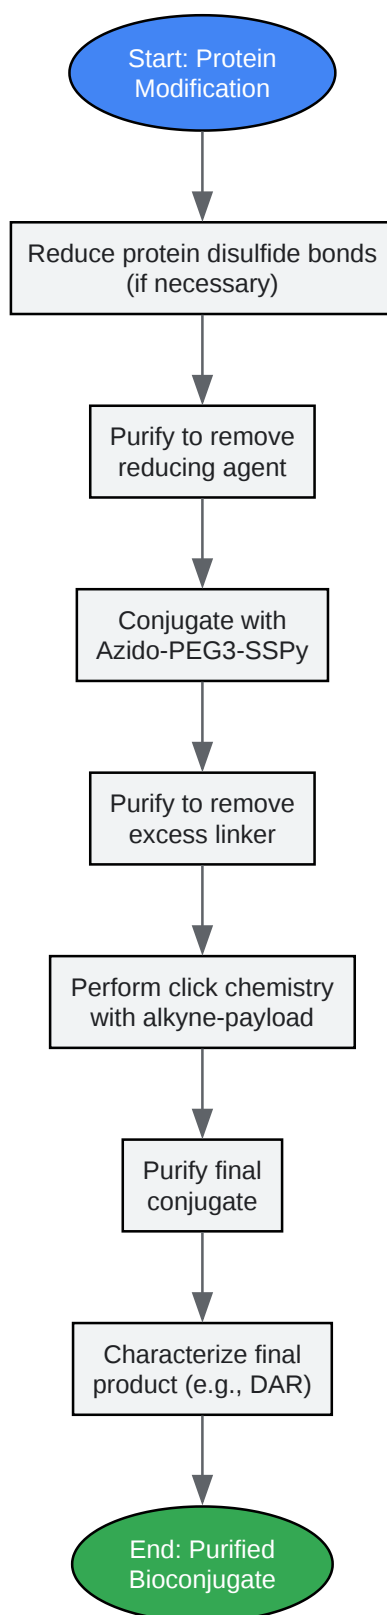 Start: Protein
Modification
Reduce protein disulfide bonds
(if necessary)
Purify to remove
reducing agent
Conjugate with
Azido-PEG3-SSPy
Purify to remove
excess linker
Perform click chemistry
with alkyne-payload
Purify final
conjugate
Characterize final
product (e.g., DAR)
End: Purified
Bioconjugate